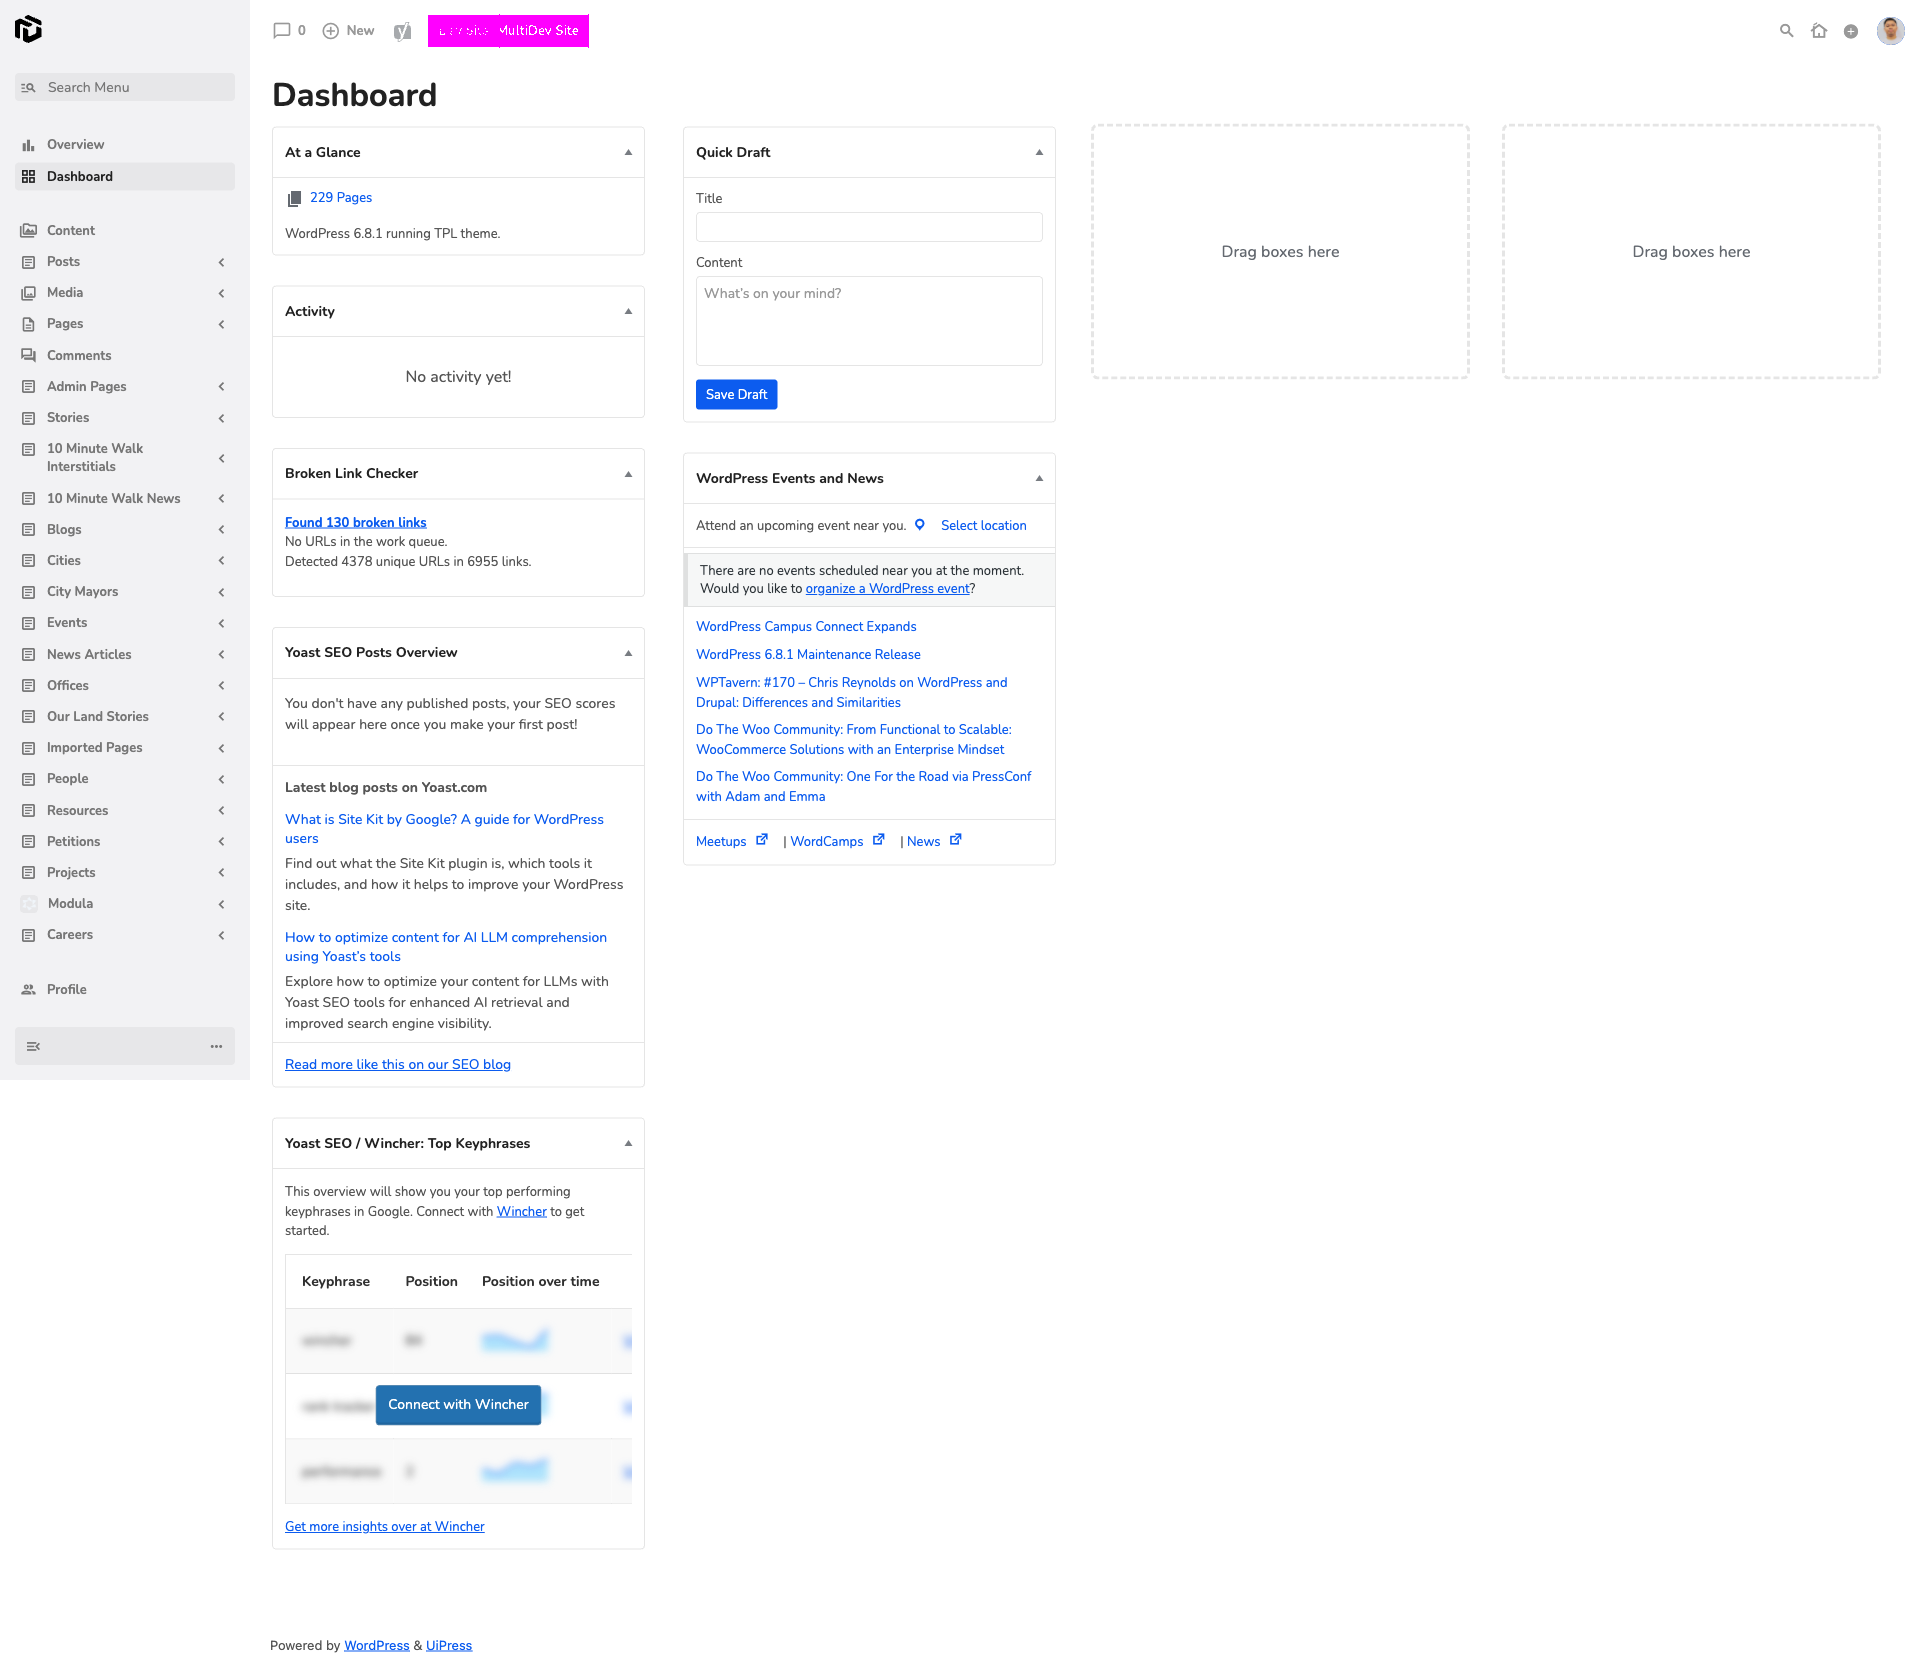 0
New
MultiDev Site
Search Menu
Overview
Dashboard
Content
Posts
Media
Pages
Comments
Admin Pages
Stories
10 Minute Walk
Interstitials
10 Minute Walk News
Blogs
Cities
City Mayors
Events
News Articles
Offices
Our Land Stories
Imported Pages
People
Resources
Petitions
Projects
Modula
Careers
Profile
Dashboard
At a Glance
229 Pages
WordPress 6.8.1 running TPL theme.
Activity
No activity yet!
Broken Link Checker
Found 130 broken links
No URLs in the work queue.
Detected 4378 unique URLs in 6955 links.
Yoast SEO Posts Overview
You don't have any published posts, your SEO scores
will appear here once you make your first post!
Latest blog posts on Yoast.com
What is Site Kit by Google? A guide for WordPress
users
Find out what the Site Kit plugin is, which tools it
includes, and how it helps to improve your WordPress
site.
How to optimize content for AI LLM comprehension
using Yoast’s tools
Explore how to optimize your content for LLMs with
Yoast SEO tools for enhanced AI retrieval and
improved search engine visibility.
Read more like this on our SEO blog
Yoast SEO / Wincher: Top Keyphrases
This overview will show you your top performing
keyphrases in Google. Connect with Wincher to get
started.
Keyphrase Position Position over time
Connect with Wincher
Get more insights over at Wincher
Quick Draft
Title
Content
What's on your mind?
Save Draft
WordPress Events and News
Attend an upcoming event near you. Select location
There are no events scheduled near you at the moment.
Would you like to organize a WordPress event?
WordPress Campus Connect Expands
WordPress 6.8.1 Maintenance Release
WPTavern: #170 – Chris Reynolds on WordPress and
Drupal: Differences and Similarities
Do The Woo Community: From Functional to Scalable:
WooCommerce Solutions with an Enterprise Mindset
Do The Woo Community: One For the Road via PressConf
with Adam and Emma
Meetups | WordCamps | News
Drag boxes here
Drag boxes here
Powered by WordPress & UiPress